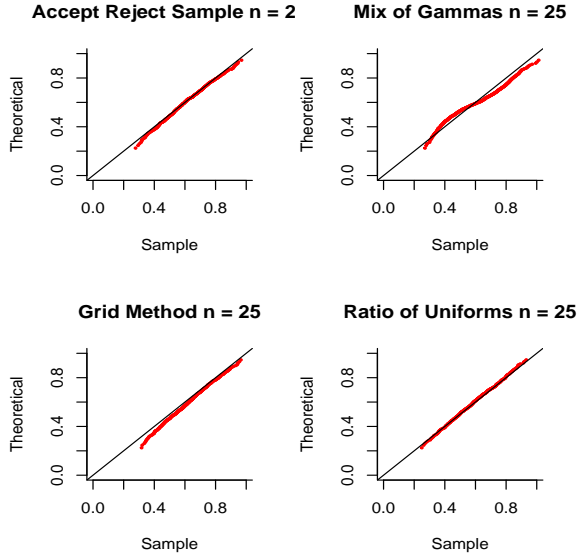 Accept Reject Sample n = 2
Theoretical
0.0 0.4 0.8
0.0 0.4 0.8
Sample
Mix of Gammas n = 25
Theoretical
0.0 0.4 0.8
0.0 0.4 0.8
Sample
Grid Method n = 25
Theoretical
0.0 0.4 0.8
0.0 0.4 0.8
Sample
Ratio of Uniforms n = 25
Theoretical
0.0 0.4 0.8
0.0 0.4 0.8
Sample